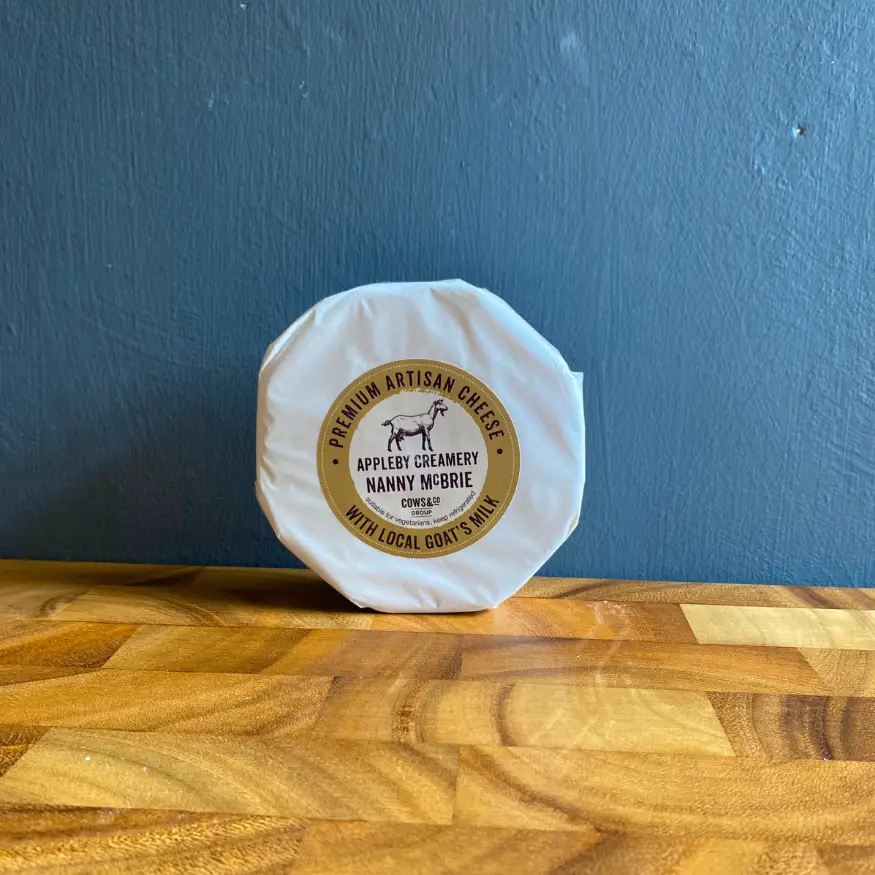 PREMIUM ARTISAN CHEESE
APPLEBY CREAMERY
NANNY McBRIE
COWS&CO
GROUP
suitable for vegetarians, keep refrigerated
WITH LOCAL GOAT'S MILK